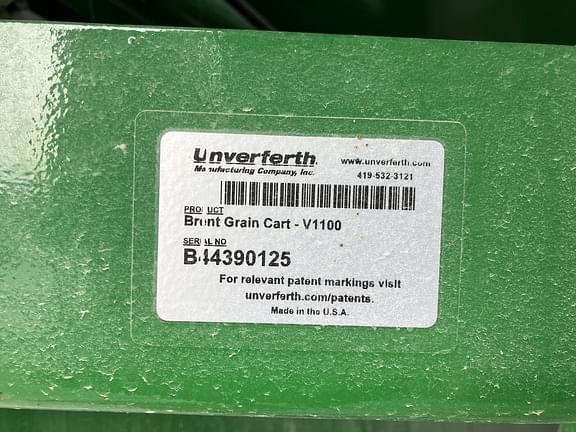 Unverferth
Manufacturing Company, Inc.
www.unverferth.com
419-532-3121
PRODUCT
Brent Grain Cart - V1100
SERIAL NO
B44390125
For relevant patent markings visit
unverferth.com/patents.
Made in the U.S.A.